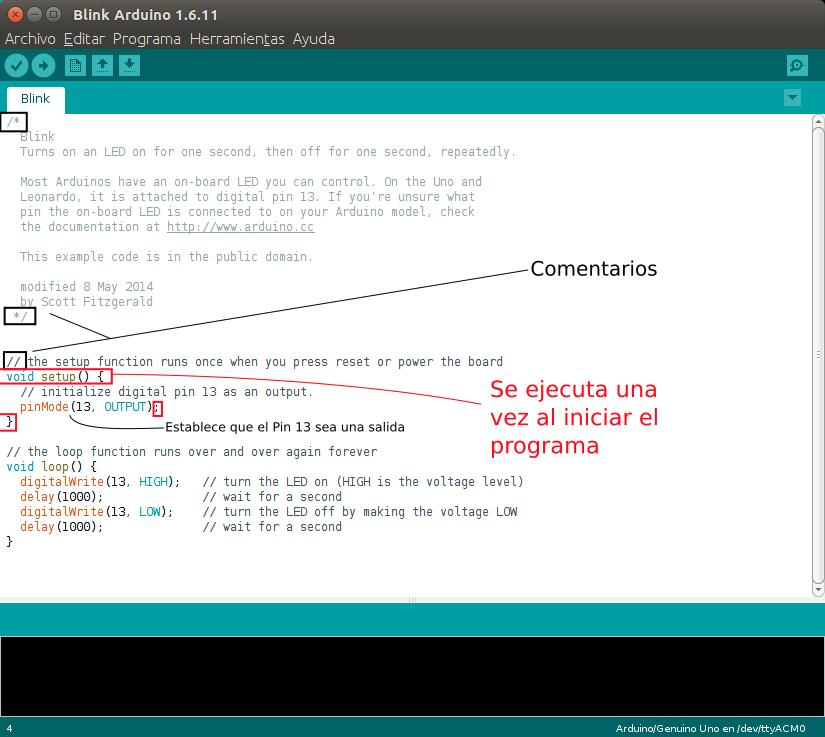 Blink Arduino 1.6.11
Archivo Editar Programa Herramientas Ayuda
Blink
/*
Blink
Turns on an LED on for one second, then off for one second, repeatedly.
Most Arduinos have an on-board LED you can control. On the Uno and
Leonardo, it is attached to digital pin 13. If you're unsure what
pin the on-board LED is connected to on your Arduino model, check
the documentation at http://www.arduino.cc
This example code is in the public domain.
modified 8 May 2014
by Scott Fitzgerald
*/
Comentarios
// the setup function runs once when you press reset or power the board
void setup() {
// initialize digital pin 13 as an output.
pinMode(13, OUTPUT);
}
Se ejecuta una
vez al iniciar el
programa
Establece que el Pin 13 sea una salida
// the loop function runs over and over again forever
void loop() {
digitalWrite(13, HIGH);   // turn the LED on (HIGH is the voltage level)
delay(1000);              // wait for a second
digitalWrite(13, LOW);    // turn the LED off by making the voltage LOW
delay(1000);              // wait for a second
}
4
Arduino/Genuino Uno en /dev/ttyACM0